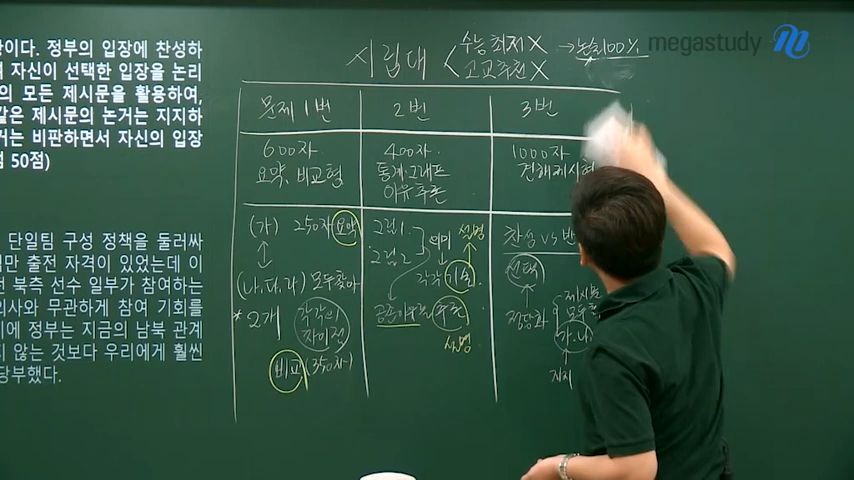 항이다. 정부의 입장에 찬성하
자신이 선택한 입장을 논리
의 모든 제시문을 활용하여,
같은 제시문의 논거는 지지하
거는 비판하면서 자신의 입장
점 50점)
단일팀 구성 정책을 둘러싸
팀만 출전 자격이 있었는데 이
북측 선수 일부가 참여하는
의사와 무관하게 참여 기회를
에 정부는 지금의 남북 관계
지 않는 것보다 우리에게 훨씬
당부했다.
megastudy
시립대
수능최저 X
고교추천 X
→ 논술100%
문제 1번
2번
3번
600자
요약, 비교형
400자
통계, 그래프
이유 추론
1000자
견해제시형
(가) 250자 요약
(나,다,라) 모두찾아
* 2개
각각의
차이점
비교 (350자)
그림1.
그림2
의미
각각
설명
공통
추론
설명
찬성 vs 반
선택
정당화
제시문
모두
가,나
지지